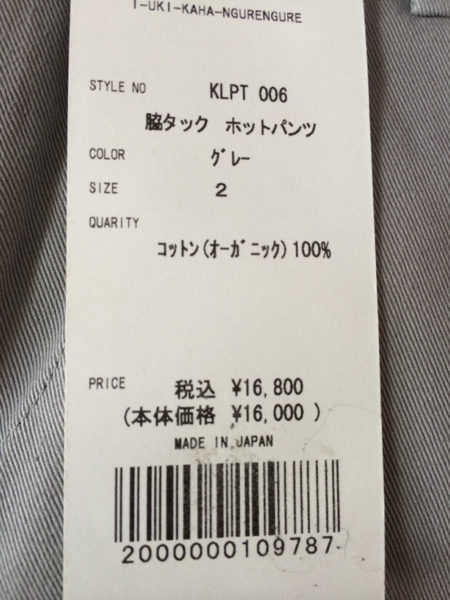 I-UKI-KAHA-NGURENGURE
STYLE NO KLPT 006
脇タック ホットパンツ
COLOR ｸﾞﾚｰ
SIZE 2
QUARITY
ｺｯﾄﾝ(ｵｰｶﾞﾆｯｸ)100%
PRICE 税込 ¥16,800
(本体価格 ¥16,000 )
MADE IN JAPAN
2000000109787